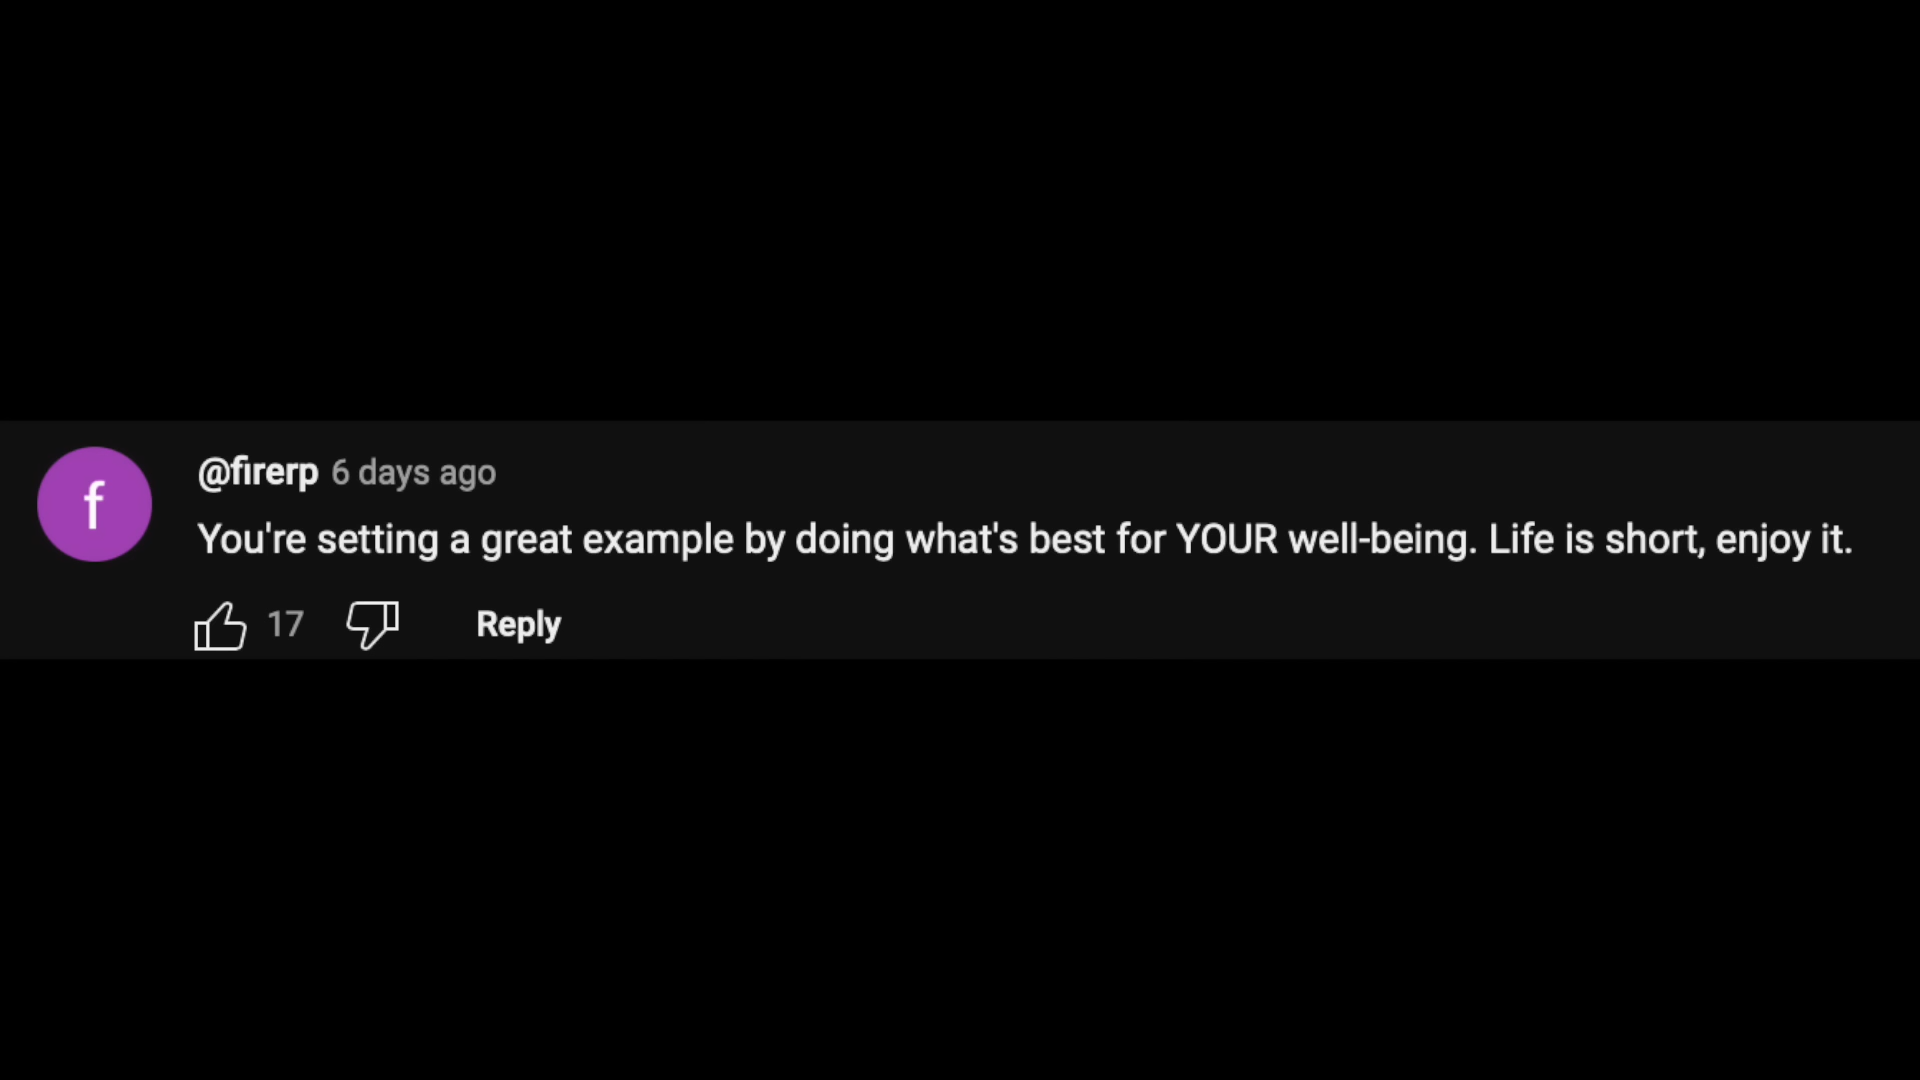 f
@firerp 6 days ago
You're setting a great example by doing what's best for YOUR well-being. Life is short, enjoy it.
17 Reply